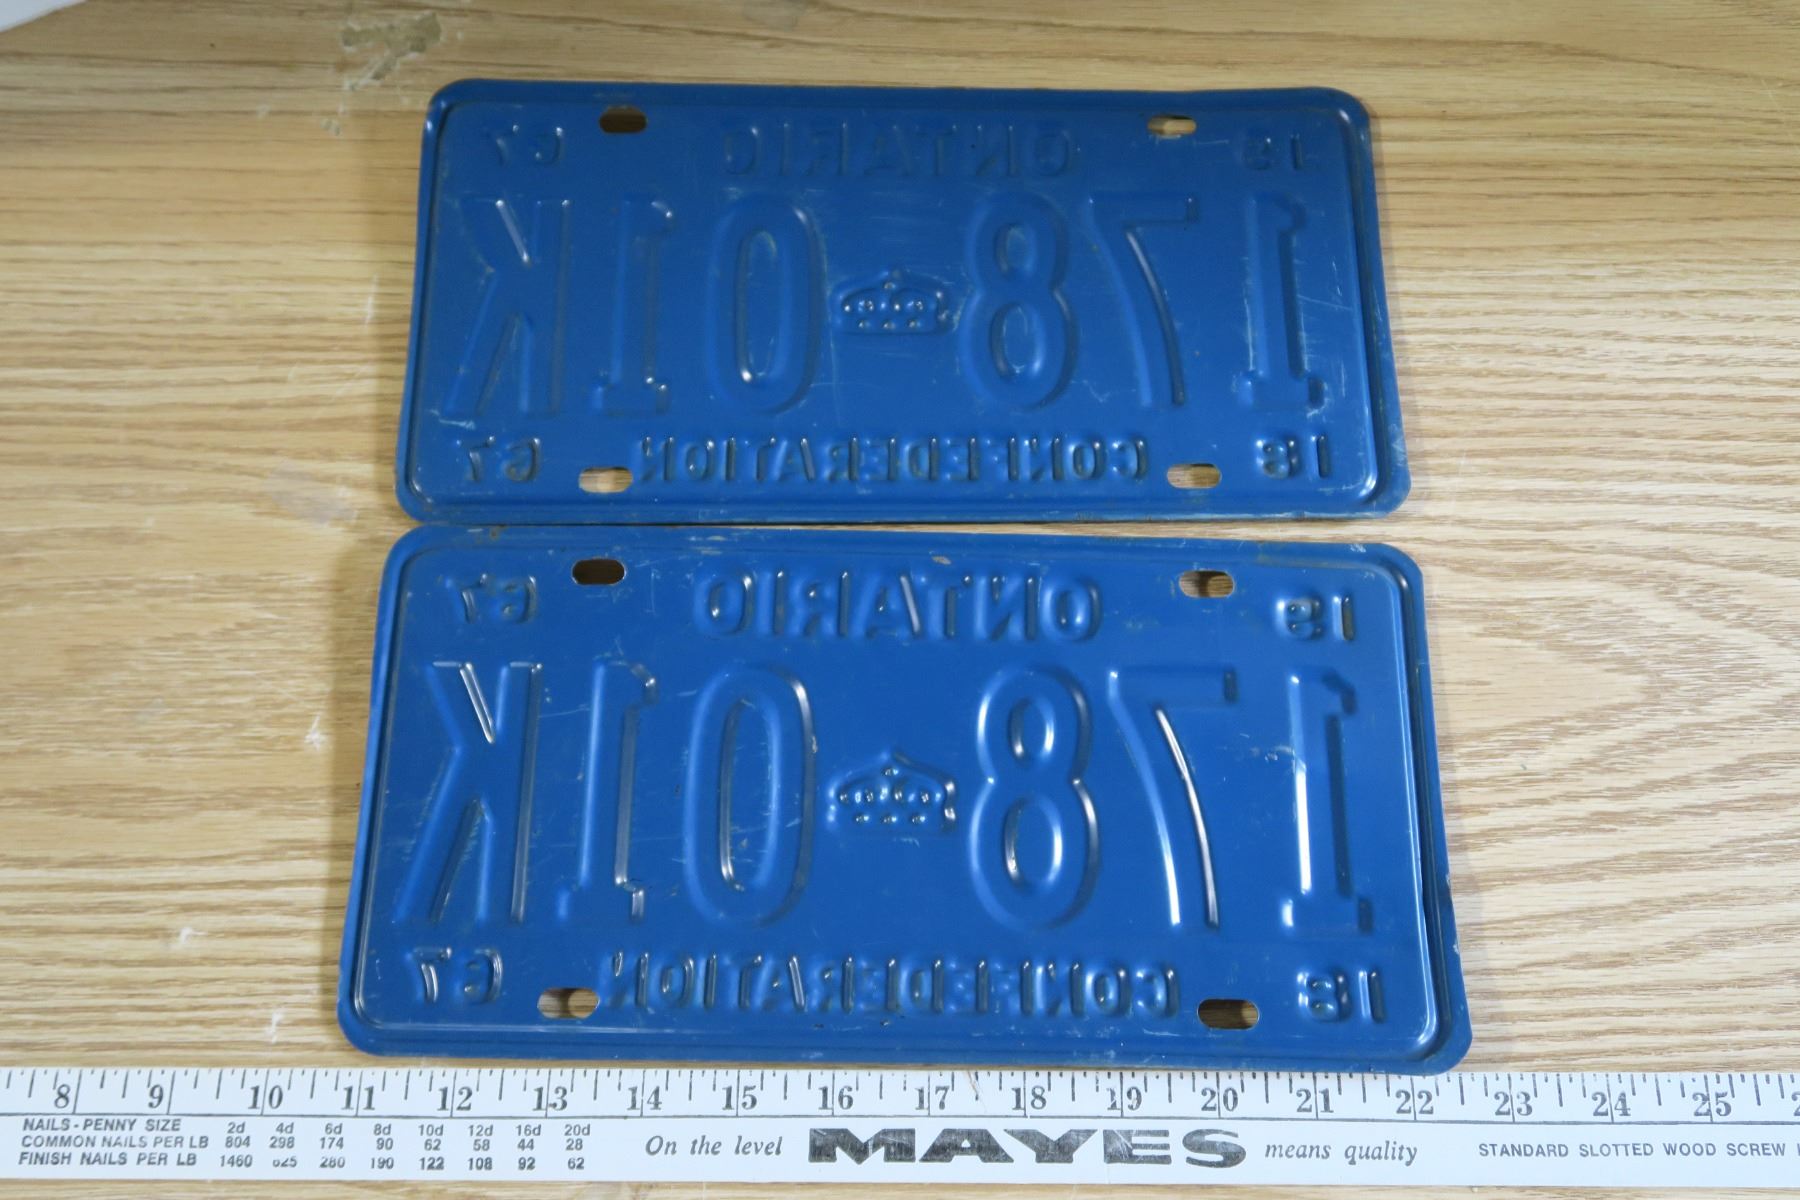 19 ONTARIO 67
178 01K
18 CONFEDERATION 67
19 ONTARIO 67
178 01K
18 CONFEDERATION 67
8 9 10 11 12 13 14 15 16 17 18 19 20 21 22 23 24 25
NAILS - PENNY SIZE 2d 4d 6d 8d 10d 12d 16d 20d
COMMON NAILS PER LB 804 298 174 90 62 58 44 28
FINISH NAILS PER LB 1460 625 280 190 122 108 92 62
On the level MAYES means quality
STANDARD SLOTTED WOOD SCREW